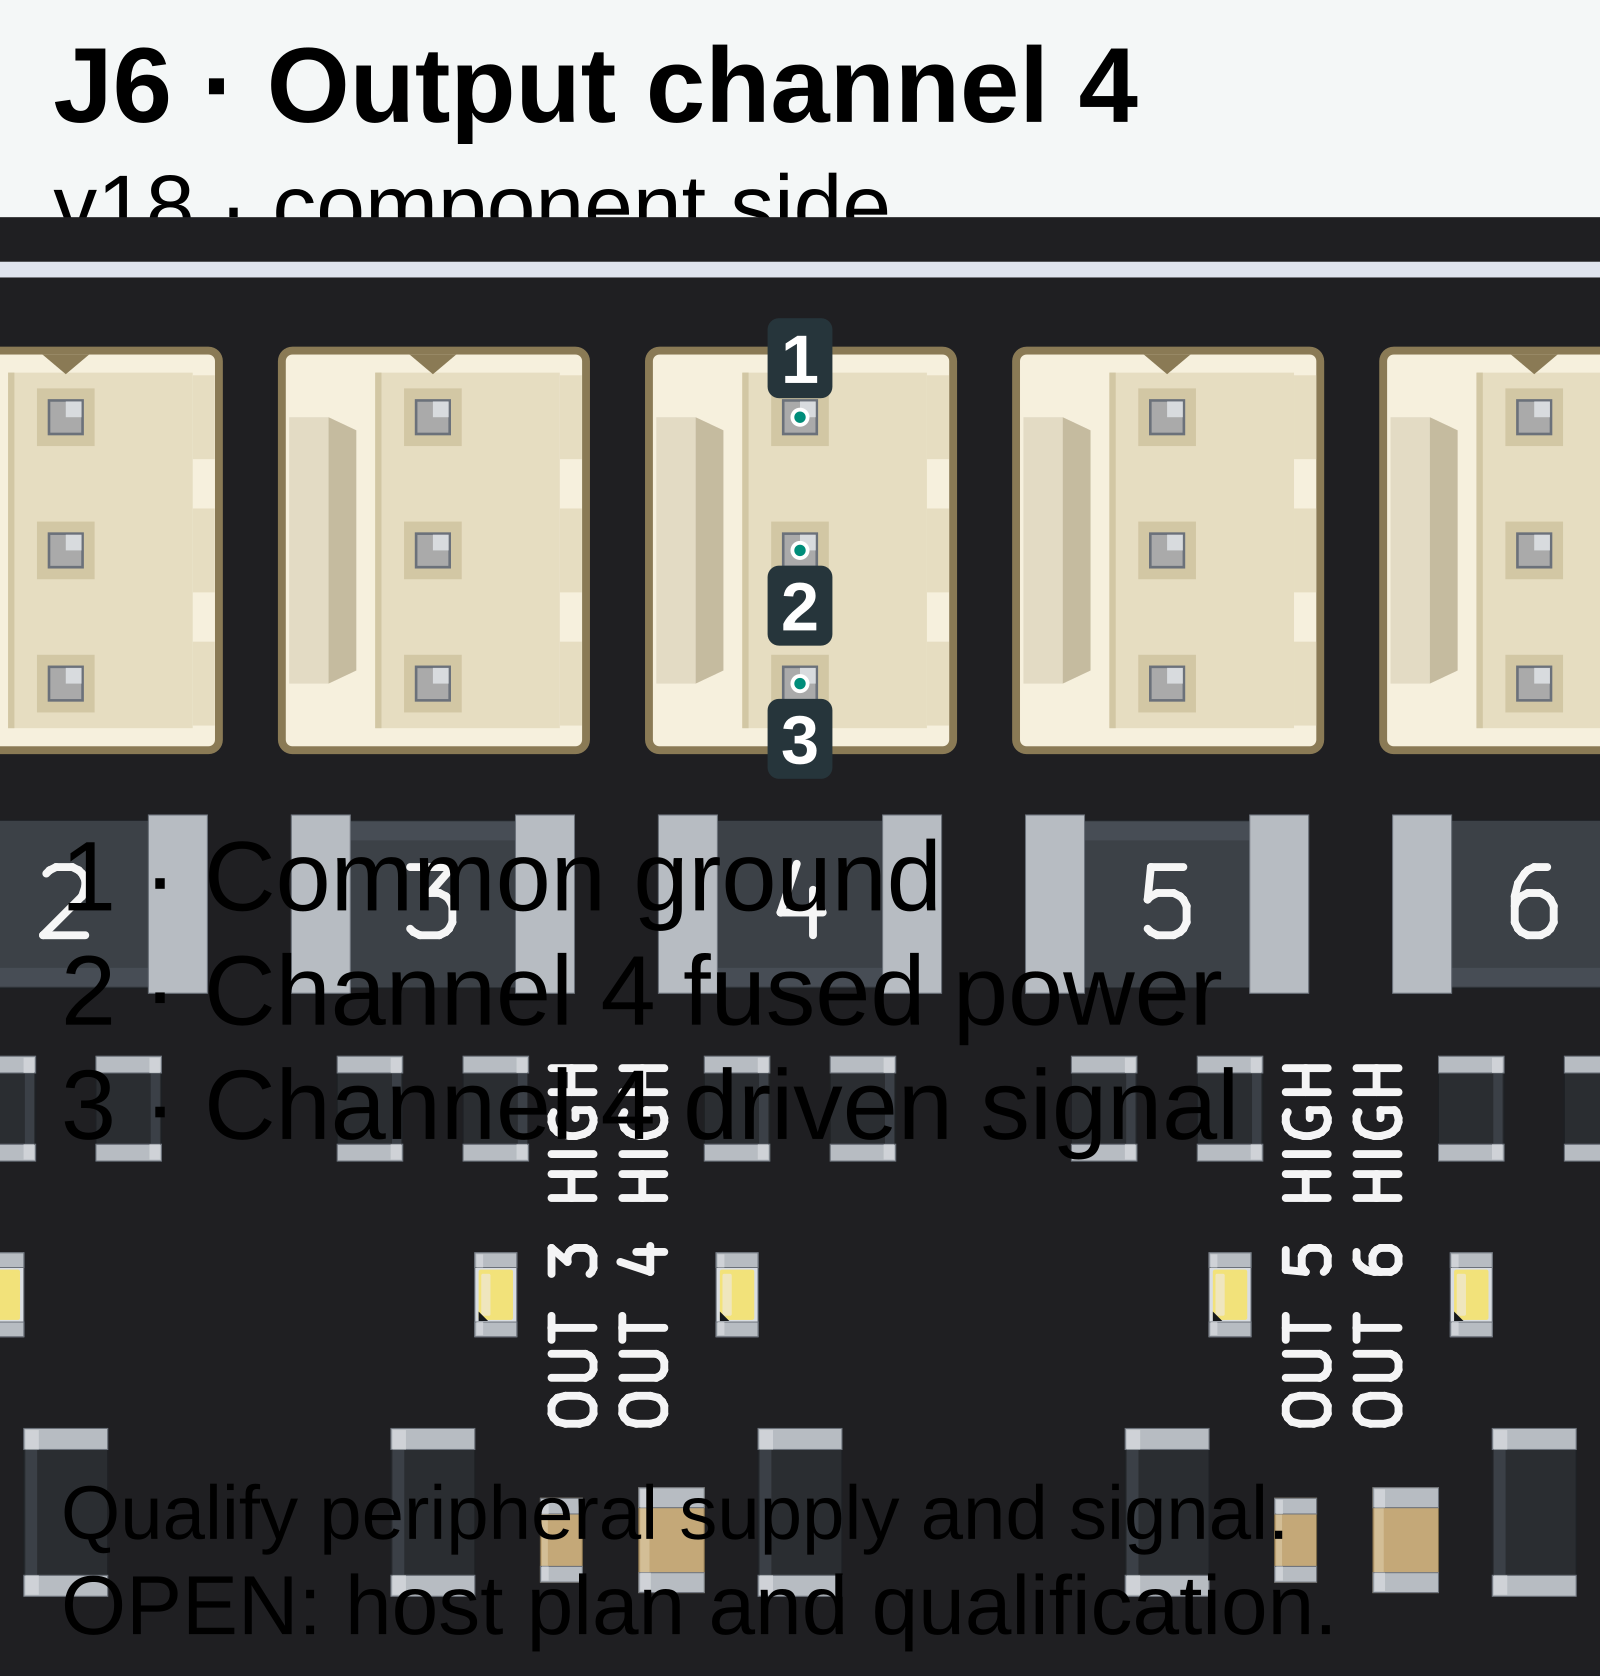 J6 · Output channel 4
v18 · component side
1
2
3
2 3 4 5 6
1 · Common ground
2 · Channel 4 fused power
3 · Channel 4 driven signal
OUT 3 HIGH
OUT 4 HIGH
OUT 5 HIGH
OUT 6 HIGH
Qualify peripheral supply and signal.
OPEN: host plan and qualification.